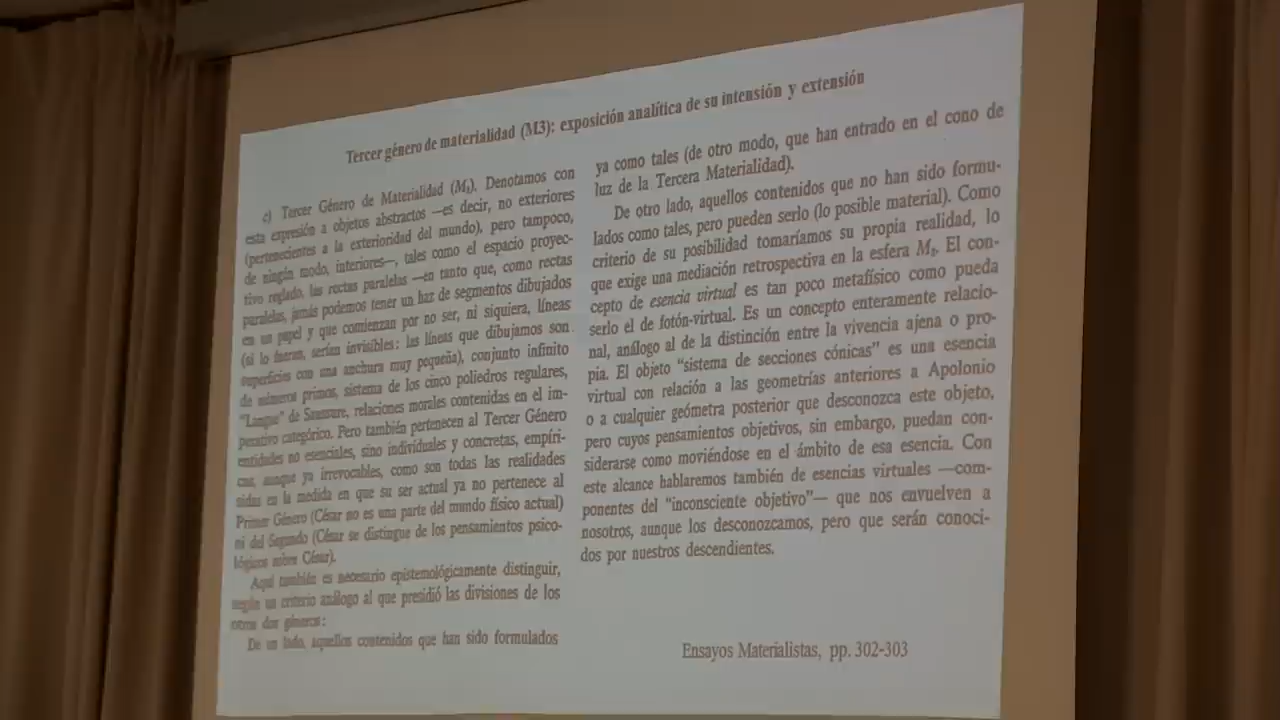 Tercer género de materialidad (M3): exposición analítica de su intensión y extensión
c) Tercer Género de Materialidad (M₃). Denotamos con
esta expresión a objetos abstractos —es decir, no exteriores
(pertenecientes a la exterioridad del mundo), pero tampoco,
de ningún modo, interiores—, tales como el espacio proyec-
tivo reglado, las rectas paralelas —en tanto que, como rectas
paralelas, jamás podemos tener un haz de segmentos dibujados
en un papel y que comienzan por no ser, ni siquiera, líneas
(si lo fueran, serían invisibles: las líneas que dibujamos son
superficies con una anchura muy pequeña), conjunto infinito
de números primos, sistema de los cinco poliedros regulares,
"Langue" de Saussure, relaciones morales contenidas en el im-
perativo categórico. Pero también pertenecen al Tercer Género
entidades no esenciales, sino individuales y concretas, empíri-
cas, aunque ya irrevocables, como son todas las realidades
sidas en la medida en que su ser actual ya no pertenece al
Primer Género (César no es una parte del mundo físico actual)
ni del Segundo (César se distingue de los pensamientos psico-
lógicos sobre César).
Aquí también es necesario epistemológicamente distinguir,
según un criterio análogo al que presidió las divisiones de los
otros dos géneros:
De un lado, aquellos contenidos que han sido formulados
ya como tales (de otro modo, que han entrado en el cono de
luz de la Tercera Materialidad).
De otro lado, aquellos contenidos que no han sido formu-
lados como tales, pero pueden serlo (lo posible material). Como
criterio de su posibilidad tomaríamos su propia realidad, lo
que exige una mediación retrospectiva en la esfera M₁. El con-
cepto de esencia virtual es tan poco metafísico como pueda
serlo el de fotón-virtual. Es un concepto enteramente relacio-
nal, análogo al de la distinción entre la vivencia ajena o pro-
pia. El objeto "sistema de secciones cónicas" es una esencia
virtual con relación a las geometrías anteriores a Apolonio
o a cualquier geómetra posterior que desconozca este objeto,
pero cuyos pensamientos objetivos, sin embargo, puedan con-
siderarse como moviéndose en el ámbito de esa esencia. Con
este alcance hablaremos también de esencias virtuales —com-
ponentes del "inconsciente objetivo"— que nos envuelven a
nosotros, aunque los desconozcamos, pero que serán conoci-
dos por nuestros descendientes.
Ensayos Materialistas, pp. 302-303